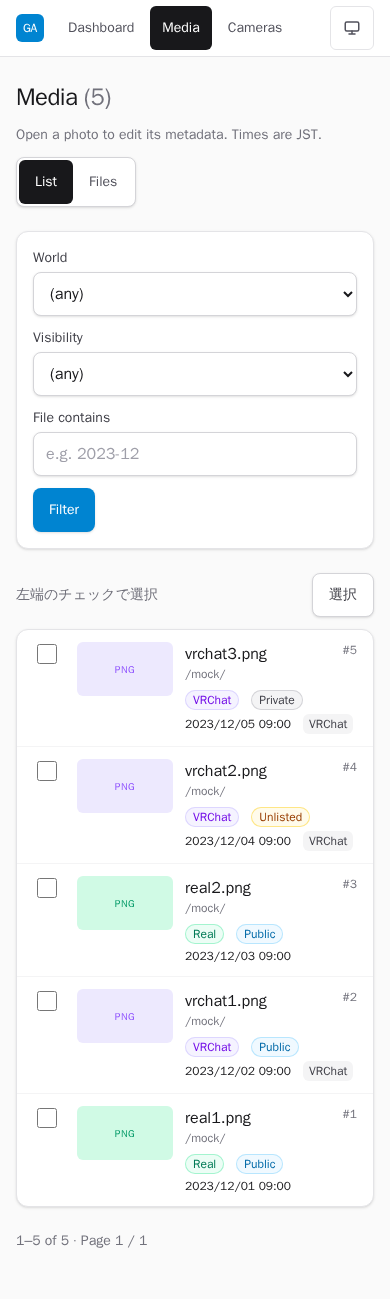 GA Dashboard Media Cameras
Media (5)
Open a photo to edit its metadata. Times are JST.
List Files
World
(any)
Visibility
(any)
File contains
e.g. 2023-12
Filter
左端のチェックで選択 選択
PNG vrchat3.png #5
/mock/
VRChat Private
2023/12/05 09:00 VRChat
PNG vrchat2.png #4
/mock/
VRChat Unlisted
2023/12/04 09:00 VRChat
PNG real2.png #3
/mock/
Real Public
2023/12/03 09:00
PNG vrchat1.png #2
/mock/
VRChat Public
2023/12/02 09:00 VRChat
PNG real1.png #1
/mock/
Real Public
2023/12/01 09:00
1–5 of 5 · Page 1 / 1